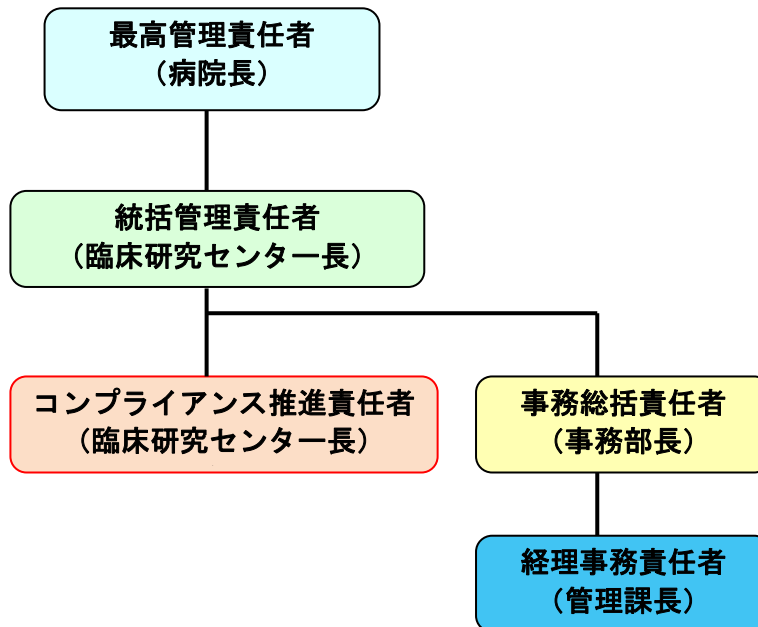 最高管理責任者
（病院長）
統括管理責任者
（臨床研究センター長）
コンプライアンス推進責任者
（臨床研究センター長）
事務総括責任者
（事務部長）
経理事務責任者
（管理課長）